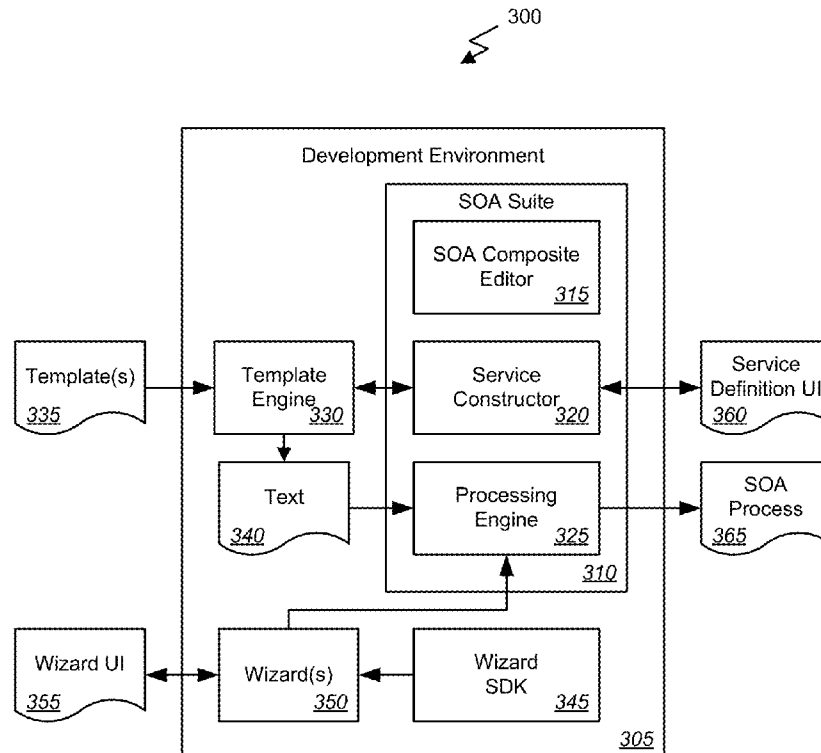 300
Development Environment
SOA Suite
SOA Composite
Editor
315
Template(s)
335
Template
Engine
330
Service
Constructor
320
Service
Definition UI
360
Text
340
Processing
Engine
325
SOA
Process
365
310
Wizard UI
355
Wizard(s)
350
Wizard
SDK
345
305